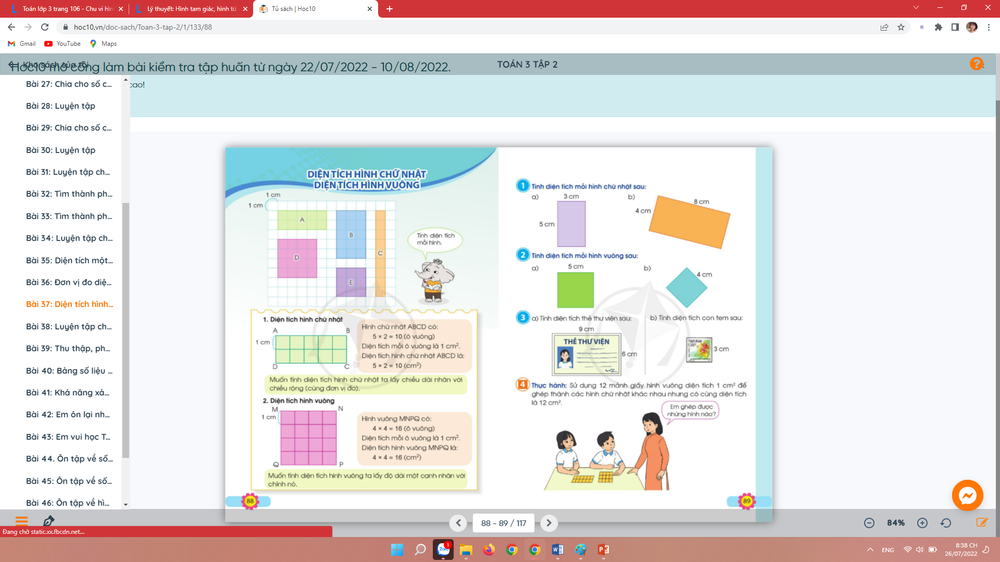 Toán lớp 3 trang 106 - Chu vi hìn
Lý thuyết: Hình tam giác, hình tứ
Tủ sách | Hoc10
hoc10.vn/doc-sach/Toan-3-tap-2/1/133/88
B
Gmail
YouTube
Maps
Kho sách của tôi
Hoc10 mở cổng làm bài kiểm tra tập huấn từ ngày 22/07/2022 - 10/08/2022.
TOÁN 3 TẬP 2
?
cao!
Bài 27: Chia cho số c...
Bài 28: Luyện tập
Bài 29: Chia cho số c...
Bài 30: Luyện tập
Bài 31: Luyện tập ch...
Bài 32: Tìm thành ph...
Bài 33: Tìm thành ph...
Bài 34: Luyện tập ch...
Bài 35: Diện tích một...
Bài 36: Đơn vị đo diệ...
Bài 37: Diện tích hình...
Bài 38: Luyện tập ch...
Bài 39: Thu thập, ph...
Bài 40: Bảng số liệu ...
Bài 41: Khả năng xả...
Bài 42: Em ôn lại nh...
Bài 43: Em vui học T...
Bài 44. Ôn tập về số...
Bài 45: Ôn tập về số...
Bài 46: Ôn tập về hì...
DIỆN TÍCH HÌNH CHỮ NHẬT
DIỆN TÍCH HÌNH VUÔNG
1 cm
1 cm
A
B
C
D
E
Tính diện tích
mỗi hình.
1. Diện tích hình chữ nhật
A
B
1 cm
D
C
Hình chữ nhật ABCD có:
5 × 2 = 10 (ô vuông)
Diện tích mỗi ô vuông là 1 cm².
Diện tích hình chữ nhật ABCD là:
5 × 2 = 10 (cm²)
Muốn tính diện tích hình chữ nhật ta lấy chiều dài nhân với
chiều rộng (cùng đơn vị đo).
2. Diện tích hình vuông
M
N
1 cm
Q
P
Hình vuông MNPQ có:
4 × 4 = 16 (ô vuông)
Diện tích mỗi ô vuông là 1 cm².
Diện tích hình vuông MNPQ là:
4 × 4 = 16 (cm²)
Muốn tính diện tích hình vuông ta lấy độ dài một cạnh nhân với
chính nó.
88
1 Tính diện tích mỗi hình chữ nhật sau:
a)
3 cm
5 cm
b)
8 cm
4 cm
2 Tính diện tích mỗi hình vuông sau:
a)
5 cm
b)
4 cm
3 a) Tính diện tích thẻ thư viện sau:
9 cm
THẺ THƯ VIỆN
6 cm
b) Tính diện tích con tem sau:
3 cm
4 Thực hành: Sử dụng 12 mảnh giấy hình vuông diện tích 1 cm² để
ghép thành các hình chữ nhật khác nhau nhưng có cùng diện tích
là 12 cm².
Em ghép được
những hình nào?
89
88 - 89 / 117
84%
Đang chờ static.xx.fbcdn.net...
Zalo
1
ENG
8:38 CH
26/07/2022